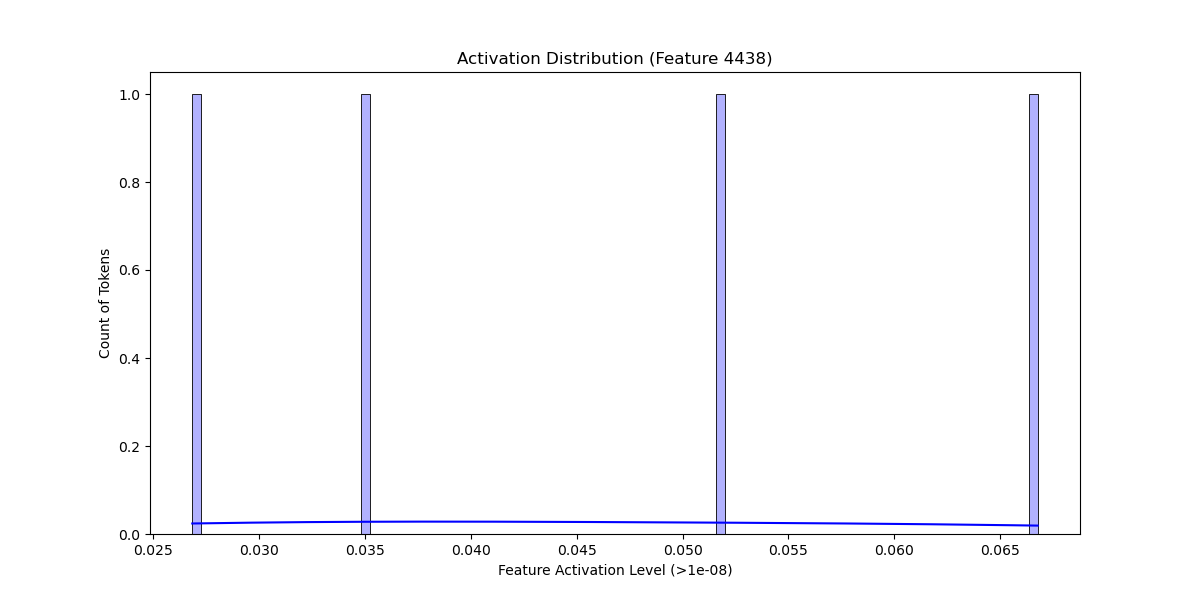 Activation Distribution (Feature 4438)
Count of Tokens
1.0
0.8
0.6
0.4
0.2
0.0
0.025 0.030 0.035 0.040 0.045 0.050 0.055 0.060 0.065
Feature Activation Level (>1e-08)